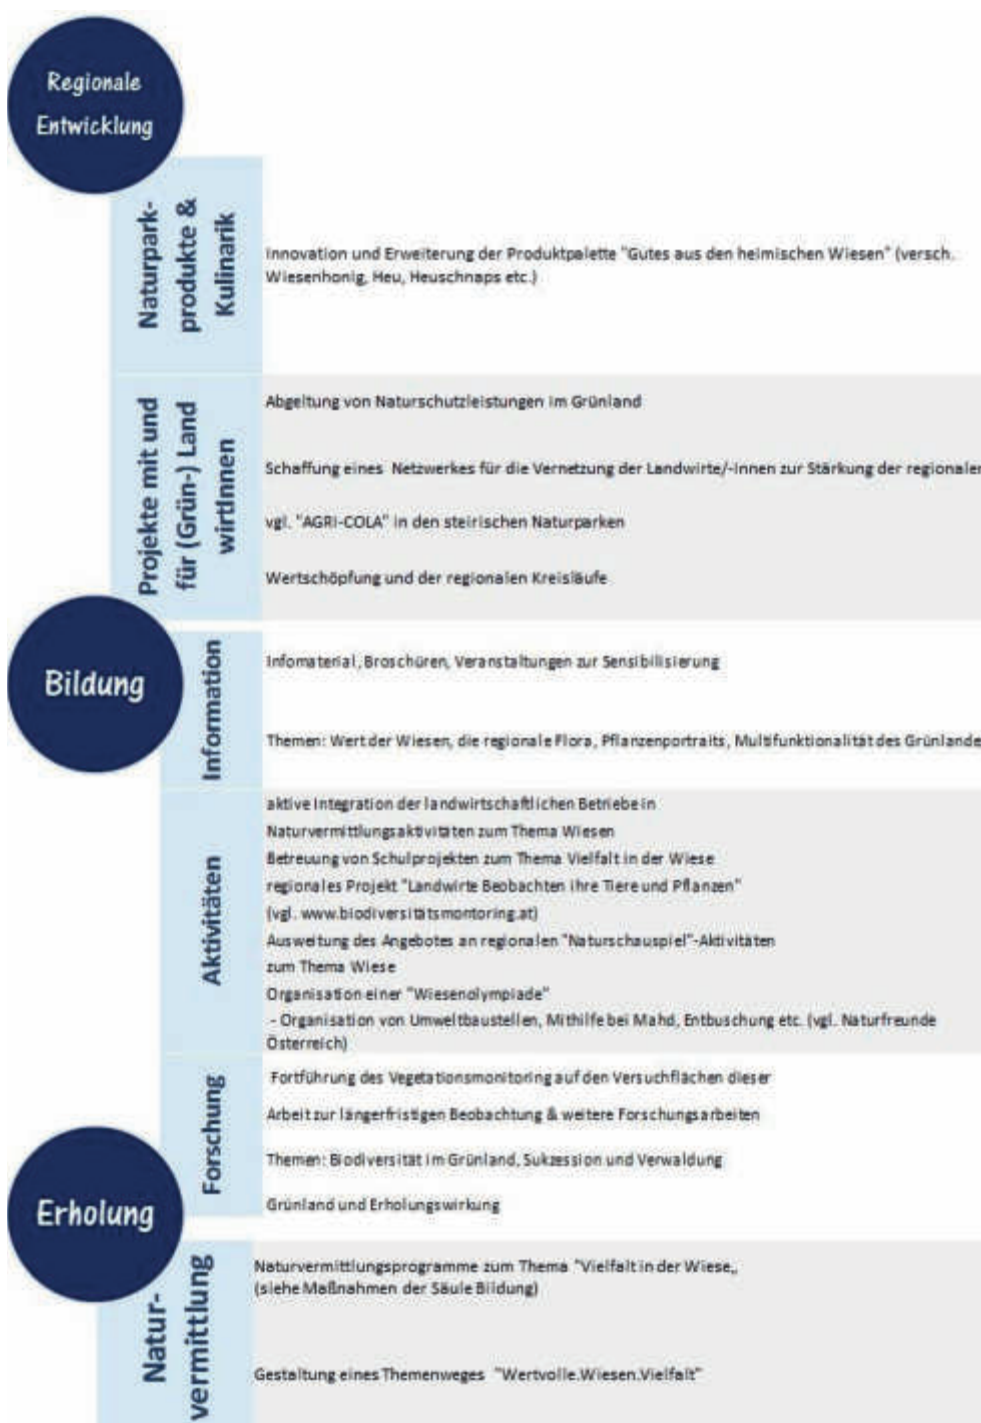 Regionale
Entwicklung
Naturpark-
produkte &
Kulinarik
Innovation und Erweiterung der Produktpalette "Gutes aus den heimischen Wiesen" (versch.
Wiesenhonig, Heu, Heuschnaps etc.)
Projekte mit und
für (Grün-) Land
wirtInnen
Abgeltung von Naturschutzleistungen im Grünland
Schaffung eines Netzwerkes für die Vernetzung der Landwirte/-innen zur Stärkung der regionalen
vgl. "AGRI-COLA" in den steirischen Naturparken
Wertschöpfung und der regionalen Kreisläufe
Bildung
Information
Infomaterial, Broschüren, Veranstaltungen zur Sensibilisierung
Themen: Wert der Wiesen, die regionale Flora, Pflanzenportraits, Multifunktionalität des Grünlande
Aktivitäten
aktive Integration der landwirtschaftlichen Betriebe in
Naturvermittlungsaktivitäten zum Thema Wiesen
Betreuung von Schulprojekten zum Thema Vielfalt in der Wiese
regionales Projekt "Landwirte Beobachten ihre Tiere und Pflanzen"
(vgl. www.biodiversitätsmontoring.at)
Ausweitung des Angebotes an regionalen "Naturschauspiel"-Aktivitäten
zum Thema Wiese
Organisation einer "Wiesenolympiade"
- Organisation von Umweltbaustellen, Mithilfe bei Mahd, Entbuschung etc. (vgl. Naturfreunde
Österreich)
Forschung
Fortführung des Vegetationsmonitoring auf den Versuchflächen dieser
Arbeit zur längerfristigen Beobachtung & weitere Forschungsarbeiten
Themen: Biodiversität im Grünland, Sukzession und Verwaldung
Grünland und Erholungswirkung
Erholung
Natur-
vermittlung
Naturvermittlungsprogramme zum Thema "Vielfalt in der Wiese„
(siehe Maßnahmen der Säule Bildung)
Gestaltung eines Themenweges "Wertvolle.Wiesen.Vielfalt"